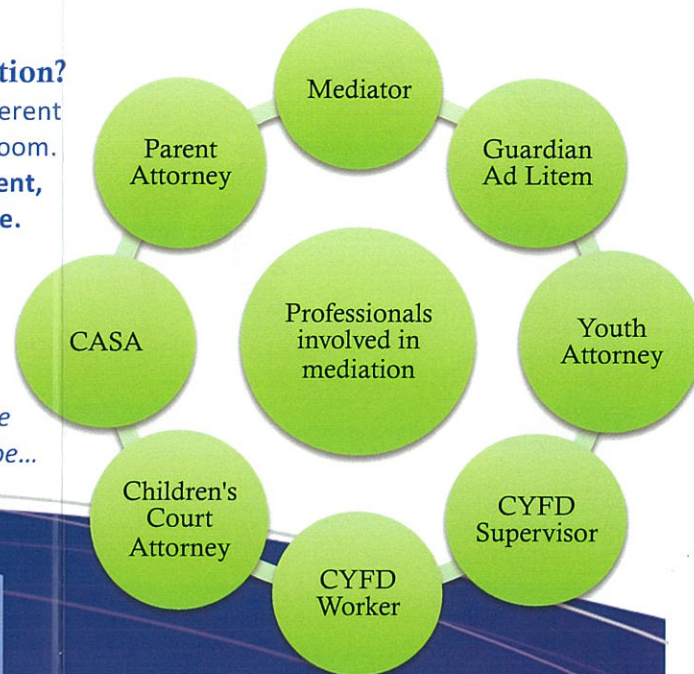 tion?
erent
oom.
ent,
e.
e
Mediator
Guardian
Ad Litem
Youth
Attorney
CYFD
Supervisor
CYFD
Worker
Children's
Court
Attorney
CASA
Parent
Attorney
Professionals
involved in
mediation